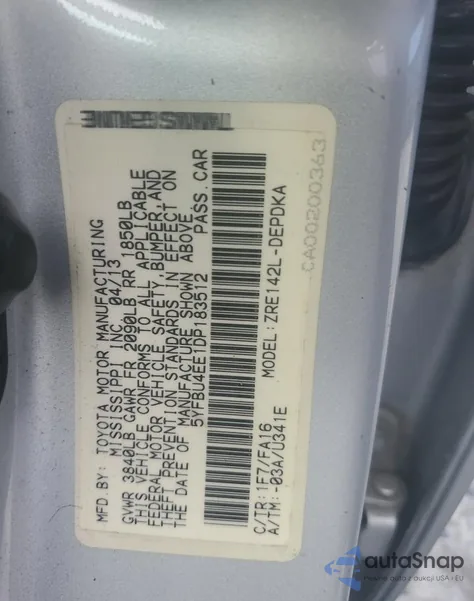 MFD.BY: TOYOTA MOTOR MANUFACTURING
MISSISSIPPI INC. 04/13
GVWR 3840LB GAWR FR 2090LB RR 1850LB
THIS VEHICLE CONFORMS TO ALL APPLICABLE
FEDERAL MOTOR VEHICLE SAFETY, BUMPER, AND
THEFT PREVENTION STANDARDS IN EFFECT ON
THE DATE OF MANUFACTURE SHOWN ABOVE.
5YFBU4EE1DP183512 PASS.CAR
MODEL: ZRE142L-DEPDKA
C/TR: 1F7/FA16
A/TM: -03A/U341E
CA00200363
autoSnap